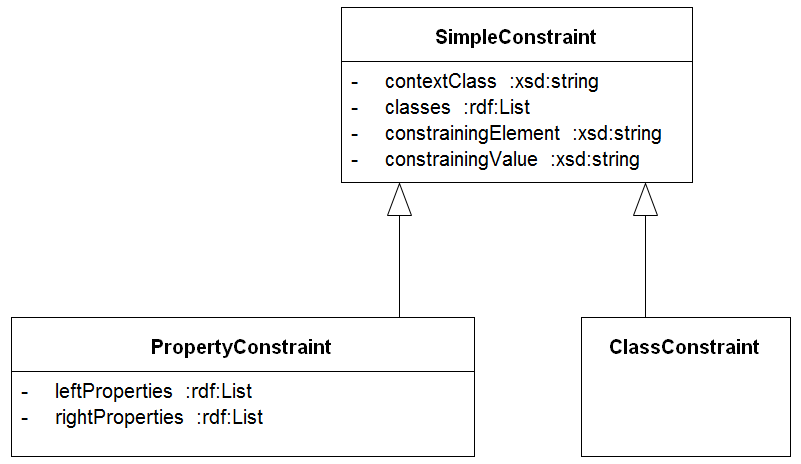 SimpleConstraint
- contextClass :xsd:string
- classes :rdf:List
- constrainingElement :xsd:string
- constrainingValue :xsd:string
PropertyConstraint
- leftProperties :rdf:List
- rightProperties :rdf:List
ClassConstraint